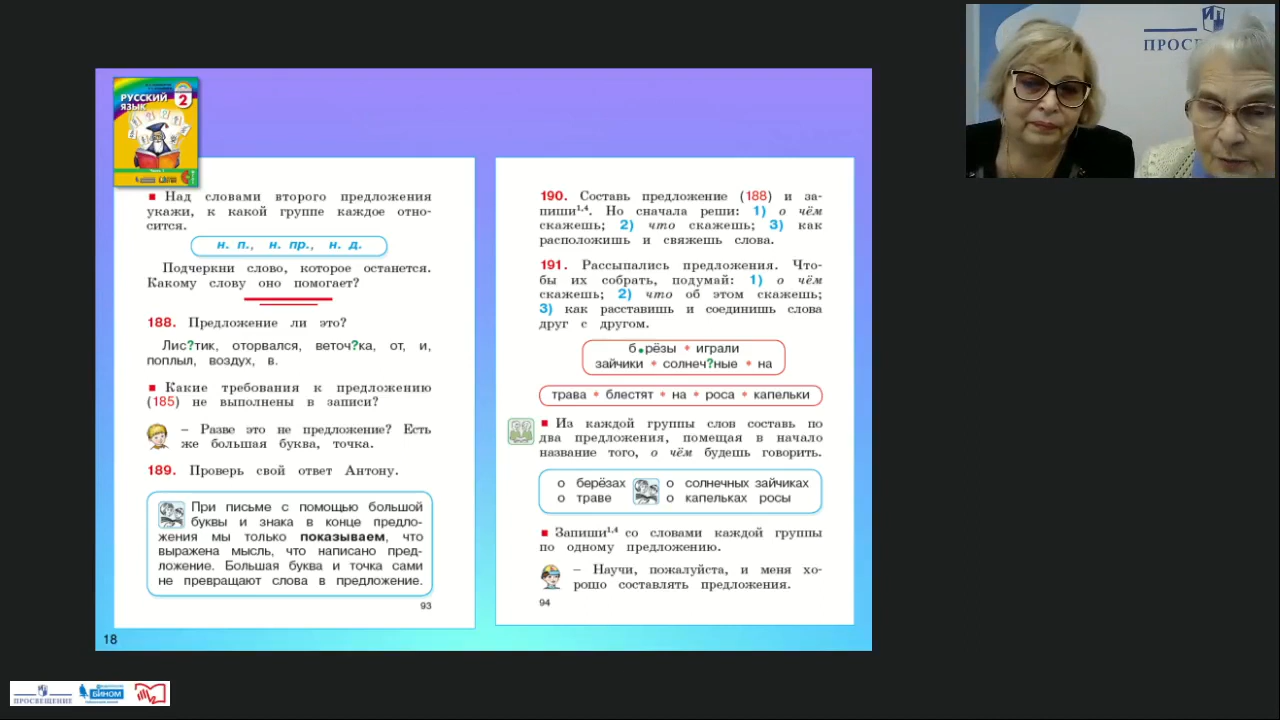 РУССКИЙ
ЯЗЫК
2
■ Над словами второго предложения
укажи, к какой группе каждое отно-
сится.
н. п., н. пр., н. д.
Подчеркни слово, которое останется.
Какому слову оно помогает?
188. Предложение ли это?
Лис?тик, оторвался, веточ?ка, от, и,
поплыл, воздух, в.
■ Какие требования к предложению
(185) не выполнены в записи?
– Разве это не предложение? Есть
же большая буква, точка.
189. Проверь свой ответ Антону.
При письме с помощью большой
буквы и знака в конце предло-
жения мы только показываем, что
выражена мысль, что написано пред-
ложение. Большая буква и точка сами
не превращают слова в предложение.
93
190. Составь предложение (188) и за-
пиши¹,⁴. Но сначала реши: 1) о чём
скажешь; 2) что скажешь; 3) как
расположишь и свяжешь слова.
191. Рассыпались предложения. Что-
бы их собрать, подумай: 1) о чём
скажешь; 2) что об этом скажешь;
3) как расставишь и соединишь слова
друг с другом.
б.рёзы • играли
зайчики • солнеч?ные • на
трава • блестят • на • роса • капельки
■ Из каждой группы слов составь по
два предложения, помещая в начало
название того, о чём будешь говорить.
о берёзах о солнечных зайчиках
о траве о капельках росы
■ Запиши¹,⁴ со словами каждой группы
по одному предложению.
– Научи, пожалуйста, и меня хо-
рошо составлять предложения.
94
18
ПРОСВЕЩЕНИЕ
БИНОМ
ПРОСВ